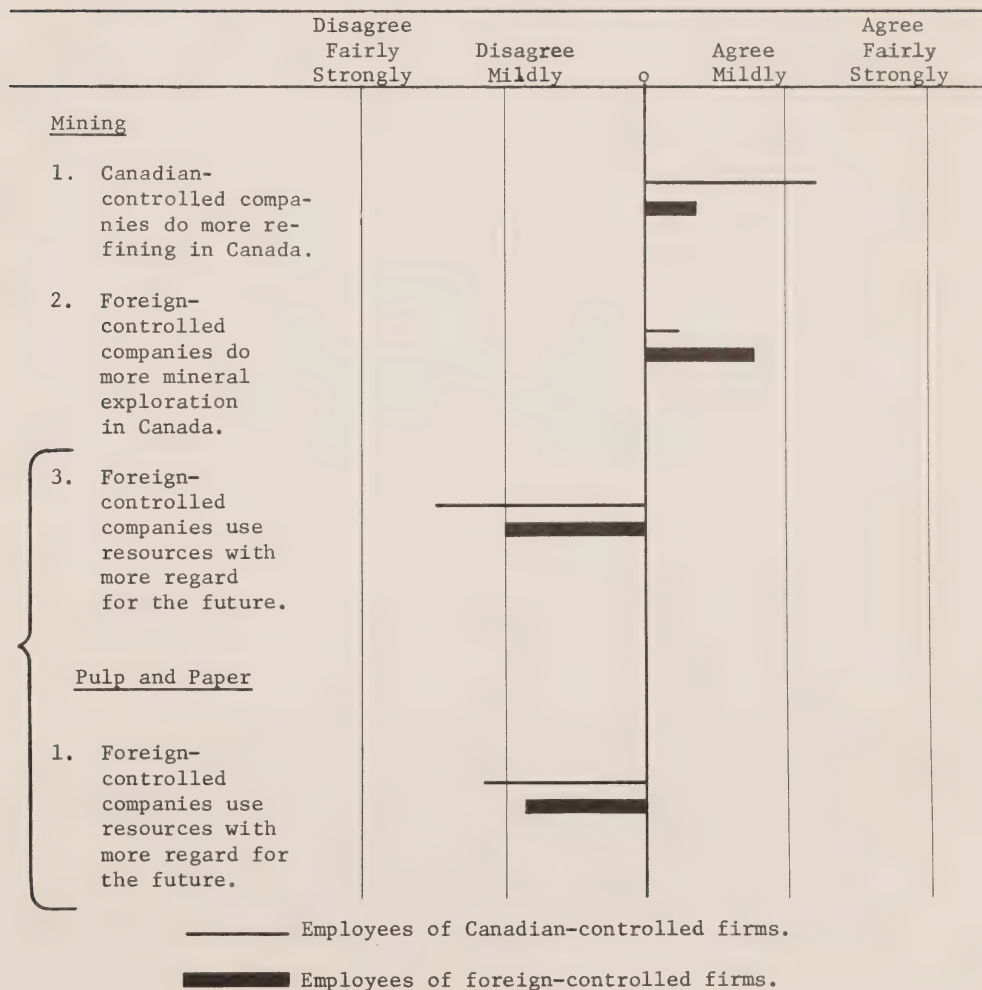 Disagree Fairly Strongly
Disagree Mildly
o
Agree Mildly
Agree Fairly Strongly
Mining
1. Canadian-
controlled compa-
nies do more re-
fining in Canada.
2. Foreign-
controlled
companies do
more mineral
exploration
in Canada.
3. Foreign-
controlled
companies use
resources with
more regard
for the future.
Pulp and Paper
1. Foreign-
controlled
companies use
resources with
more regard for
the future.
Employees of Canadian-controlled firms.
Employees of foreign-controlled firms.